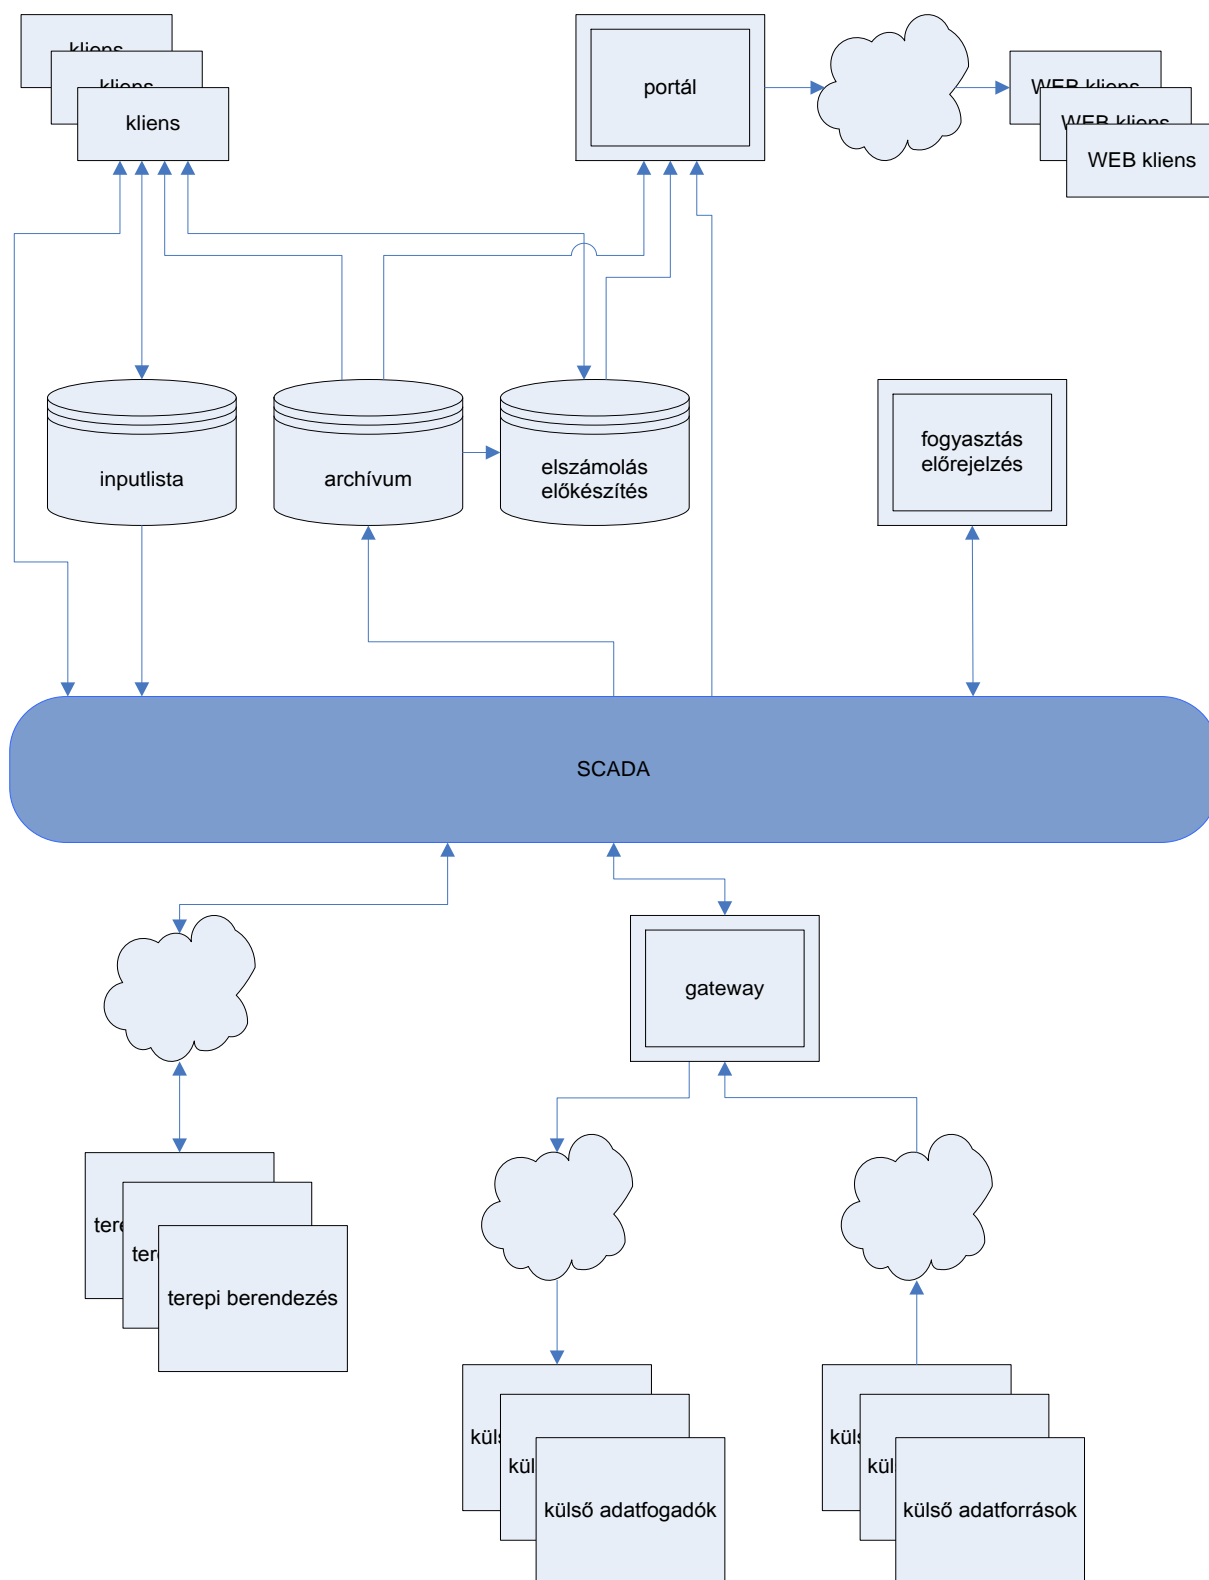 kliens
kliens
kliens
portál
WEB kliens
WEB kliens
WEB kliens
inputlista
archívum
elszámolás
előkészítés
fogyasztás
előrejelzés
SCADA
gateway
terepi berendezés
külső adatfogadók
külső adatforrások